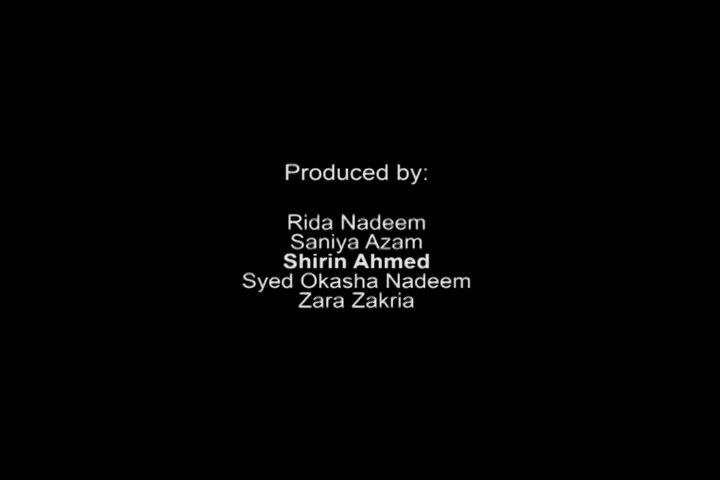 Produced by:
Rida Nadeem
Saniya Azam
Shirin Ahmed
Syed Okasha Nadeem
Zara Zakria